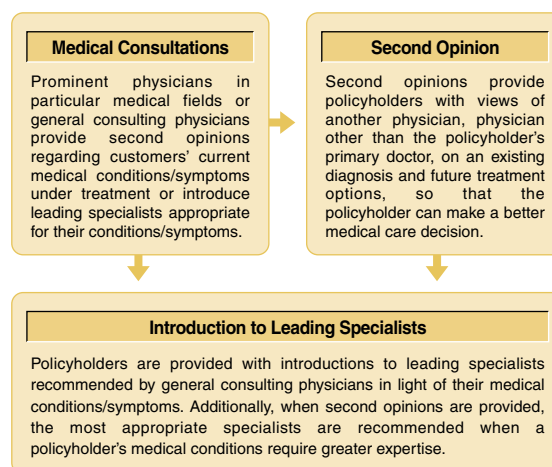 Medical Consultations
Prominent physicians in
particular medical fields or
general consulting physicians
provide second opinions
regarding customers' current
medical conditions/symptoms
under treatment or introduce
leading specialists appropriate
for their conditions/symptoms.
Second Opinion
Second opinions provide
policyholders with views of
another physician, physician
other than the policyholder's
primary doctor, on an existing
diagnosis and future treatment
options, so that the
policyholder can make a better
medical care decision.
Introduction to Leading Specialists
Policyholders are provided with introductions to leading specialists
recommended by general consulting physicians in light of their medical
conditions/symptoms. Additionally, when second opinions are provided,
the most appropriate specialists are recommended when a
policyholder's medical conditions require greater expertise.